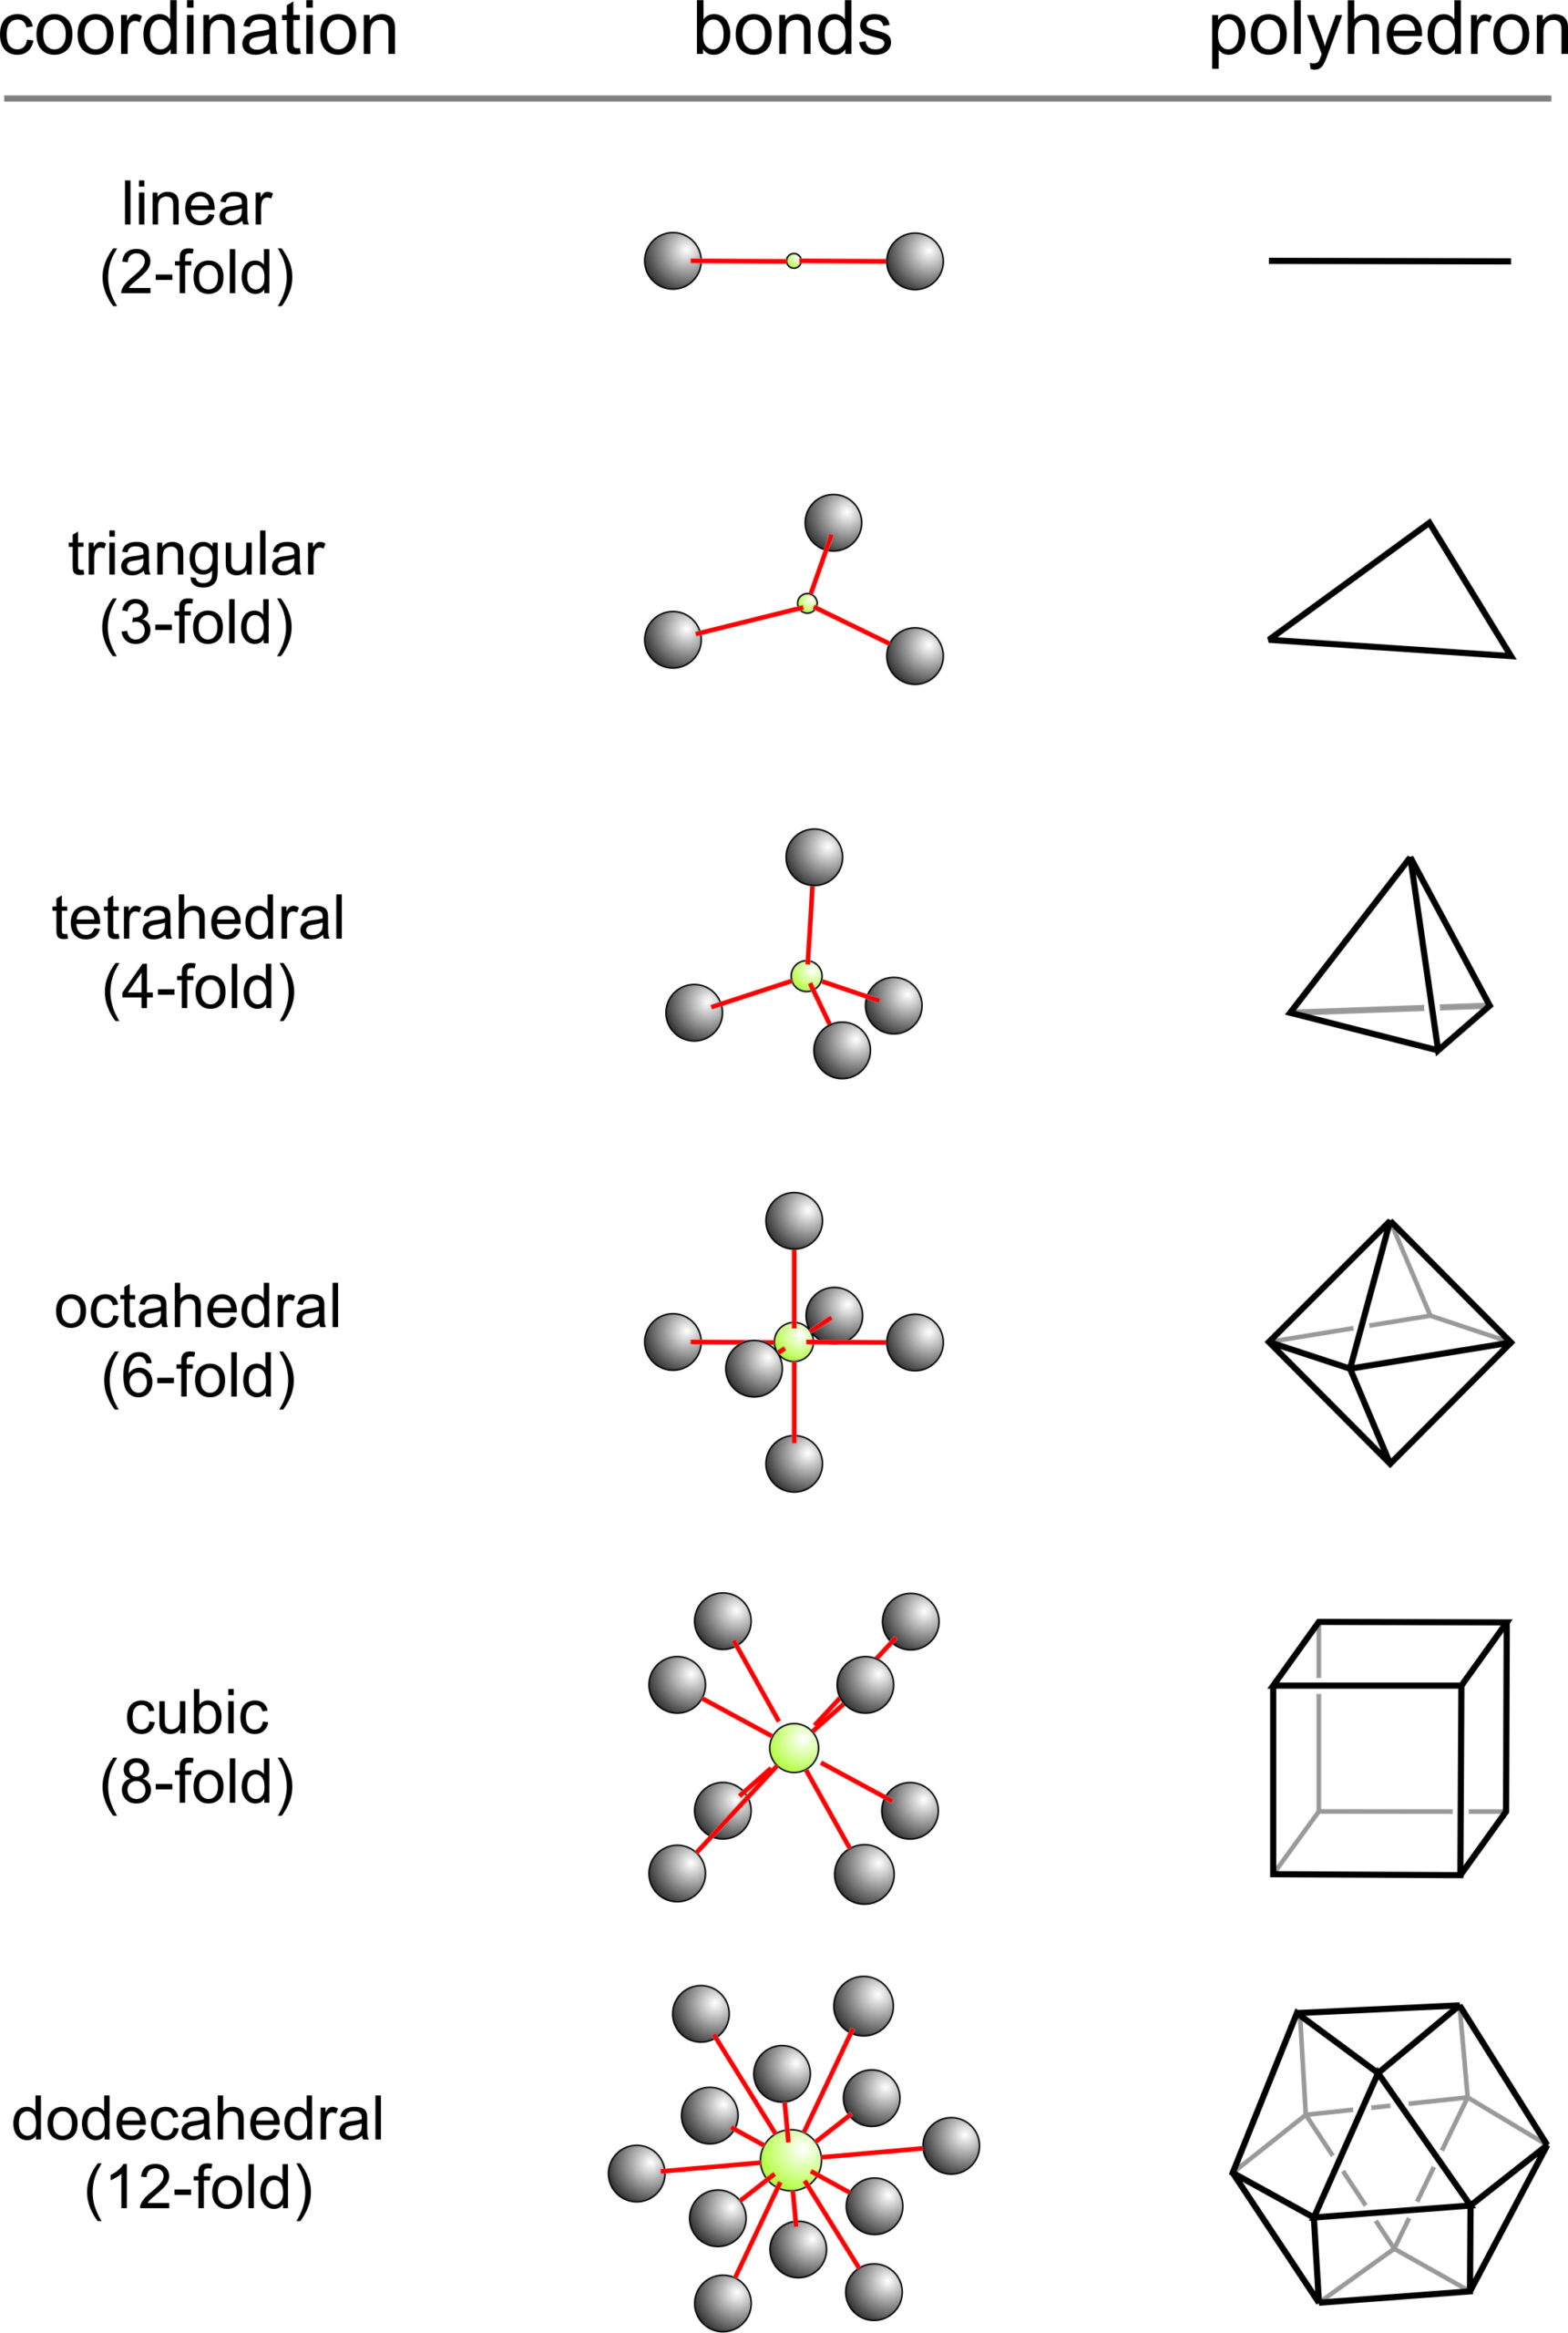 coordination bonds polyhedron
linear
(2-fold)
triangular
(3-fold)
tetrahedral
(4-fold)
octahedral
(6-fold)
cubic
(8-fold)
dodecahedral
(12-fold)